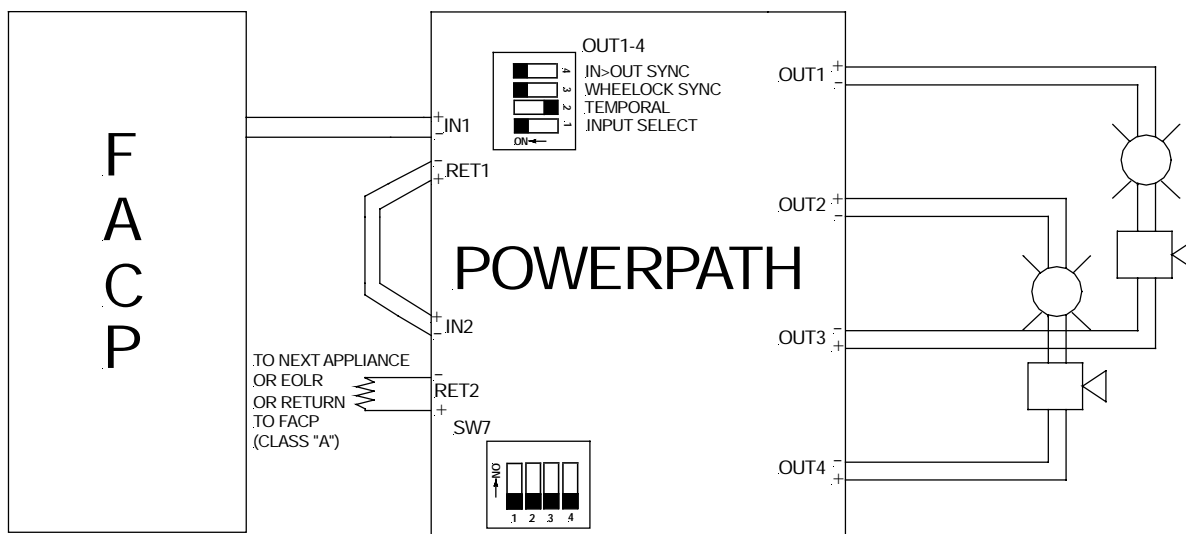 F
A
C
P
OUT1-4
4 IN>OUT SYNC
3 WHEELOCK SYNC
2 TEMPORAL
1 INPUT SELECT
ON
+
- IN1
- RET1
+
POWERPATH
+ IN2
-
TO NEXT APPLIANCE
OR EOLR
OR RETURN
TO FACP
(CLASS "A")
-
RET2
+
SW7
ON
1 2 3 4
OUT1 +
-
OUT2 +
-
OUT3 -
+
OUT4 -
+